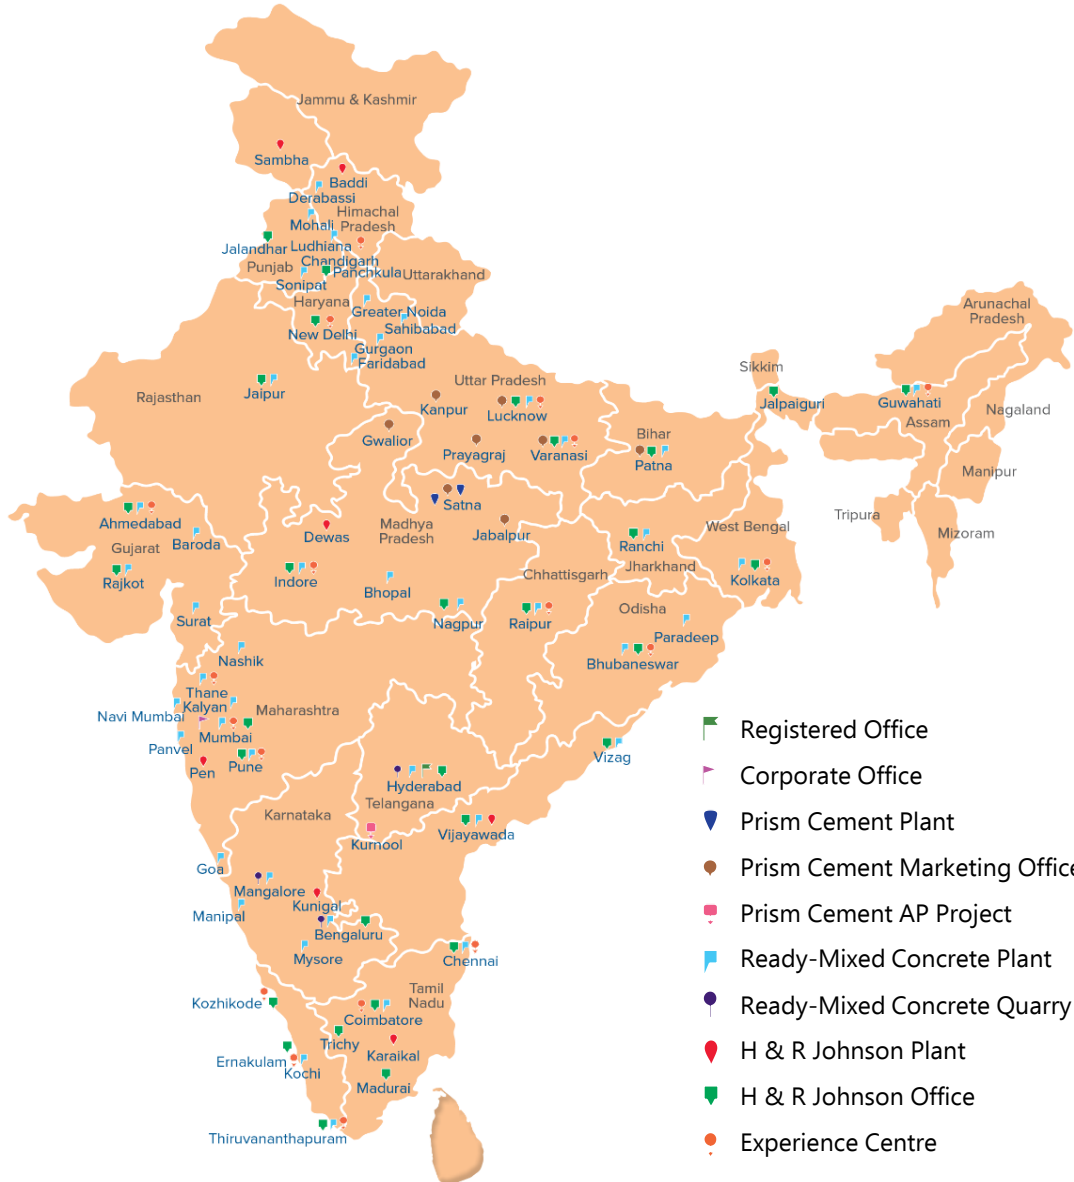 Jammu & Kashmir
Sambha
Baddi
Derabassi
Himachal
Pradesh
Mohali
Jalandhar
Ludhiana
Chandigarh
Punjab
Panchkula
Uttarakhand
Sonipat
Haryana
Greater Noida
Sahibabad
New Delhi
Gurgaon
Faridabad
Arunachal
Pradesh
Sikkim
Rajasthan
Jaipur
Uttar Pradesh
Kanpur
Lucknow
Jalpaiguri
Guwahati
Nagaland
Assam
Gwalior
Prayagraj
Varanasi
Bihar
Patna
Manipur
Satna
Tripura
Mizoram
Ahmedabad
Baroda
Gujarat
Rajkot
Dewas
Madhya
Pradesh
Jabalpur
West Bengal
Ranchi
Jharkhand
Chhattisgarh
Kolkata
Indore
Bhopal
Surat
Nagpur
Raipur
Odisha
Paradeep
Bhubaneswar
Nashik
Thane
Kalyan
Navi Mumbai
Maharashtra
Mumbai
Panvel
Pen
Pune
Vizag
Hyderabad
Telangana
Karnataka
Kurnool
Vijayawada
Goa
Mangalore
Kunigal
Manipal
Bengaluru
Mysore
Chennai
Tamil
Nadu
Kozhikode
Coimbatore
Trichy
Karaikal
Ernakulam
Kochi
Madurai
Thiruvananthapuram
Registered Office
Corporate Office
Prism Cement Plant
Prism Cement Marketing Office
Prism Cement AP Project
Ready-Mixed Concrete Plant
Ready-Mixed Concrete Quarry
H & R Johnson Plant
H & R Johnson Office
Experience Centre